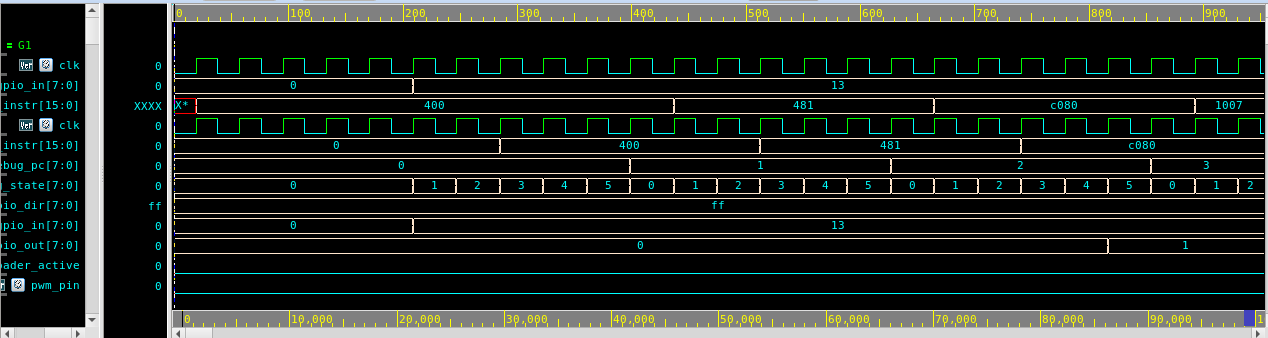 0 100 200 300 400 500 600 700 800 900
= G1
Ver clk 0
pio_in[7:0] 0 13
instr[15:0] XXXX X* 400 481 c080 1007
Ver clk 0
instr[15:0] 0 0 400 481 c080
ebug_pc[7:0] 0 0 1 2 3
_state[7:0] 0 0 1 2 3 4 5 0 1 2 3 4 5 0 1 2 3 4 5 0 1 2
io_dir[7:0] ff ff
pio_in[7:0] 0 0 13
io_out[7:0] 0 0 1
ader_active 0
pwm_pin 0
0 10,000 20,000 30,000 40,000 50,000 60,000 70,000 80,000 90,000